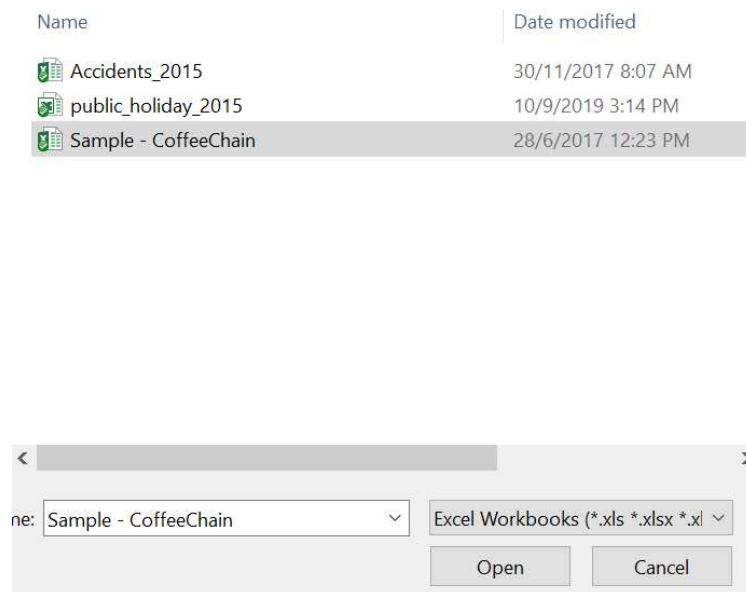 Name Date modified
Accidents_2015 30/11/2017 8:07 AM
public_holiday_2015 10/9/2019 3:14 PM
Sample - CoffeeChain 28/6/2017 12:23 PM
ne: Sample - CoffeeChain Excel Workbooks (*.xls *.xlsx *.xl
Open Cancel